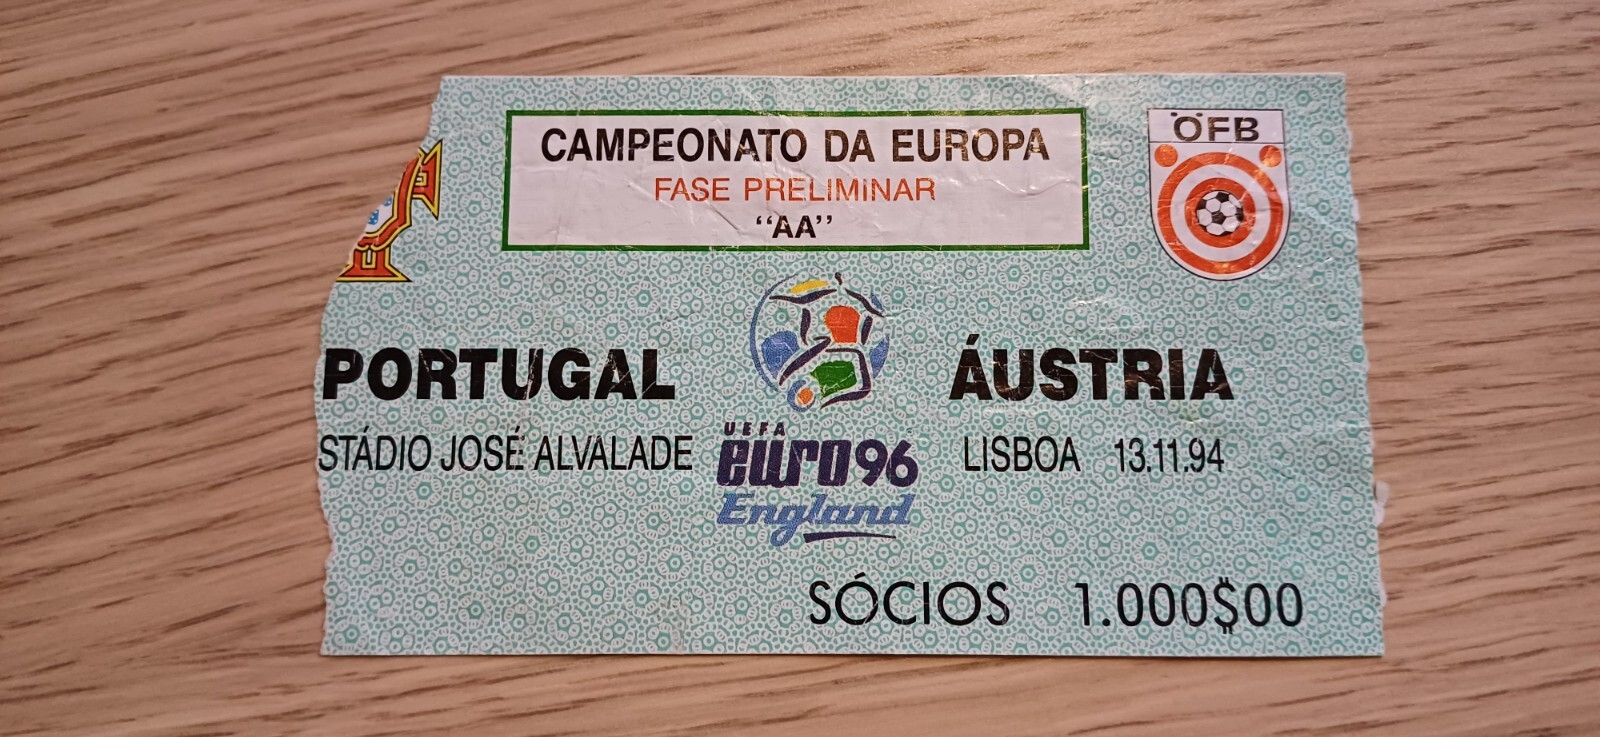 CAMPEONATO DA EUROPA
FASE PRELIMINAR
"AA"
ÖFB
PORTUGAL
ÁUSTRIA
STÁDIO JOSÉ ALVALADE
UEFA
euro96
England
LISBOA 13.11.94
SÓCIOS 1.000$00